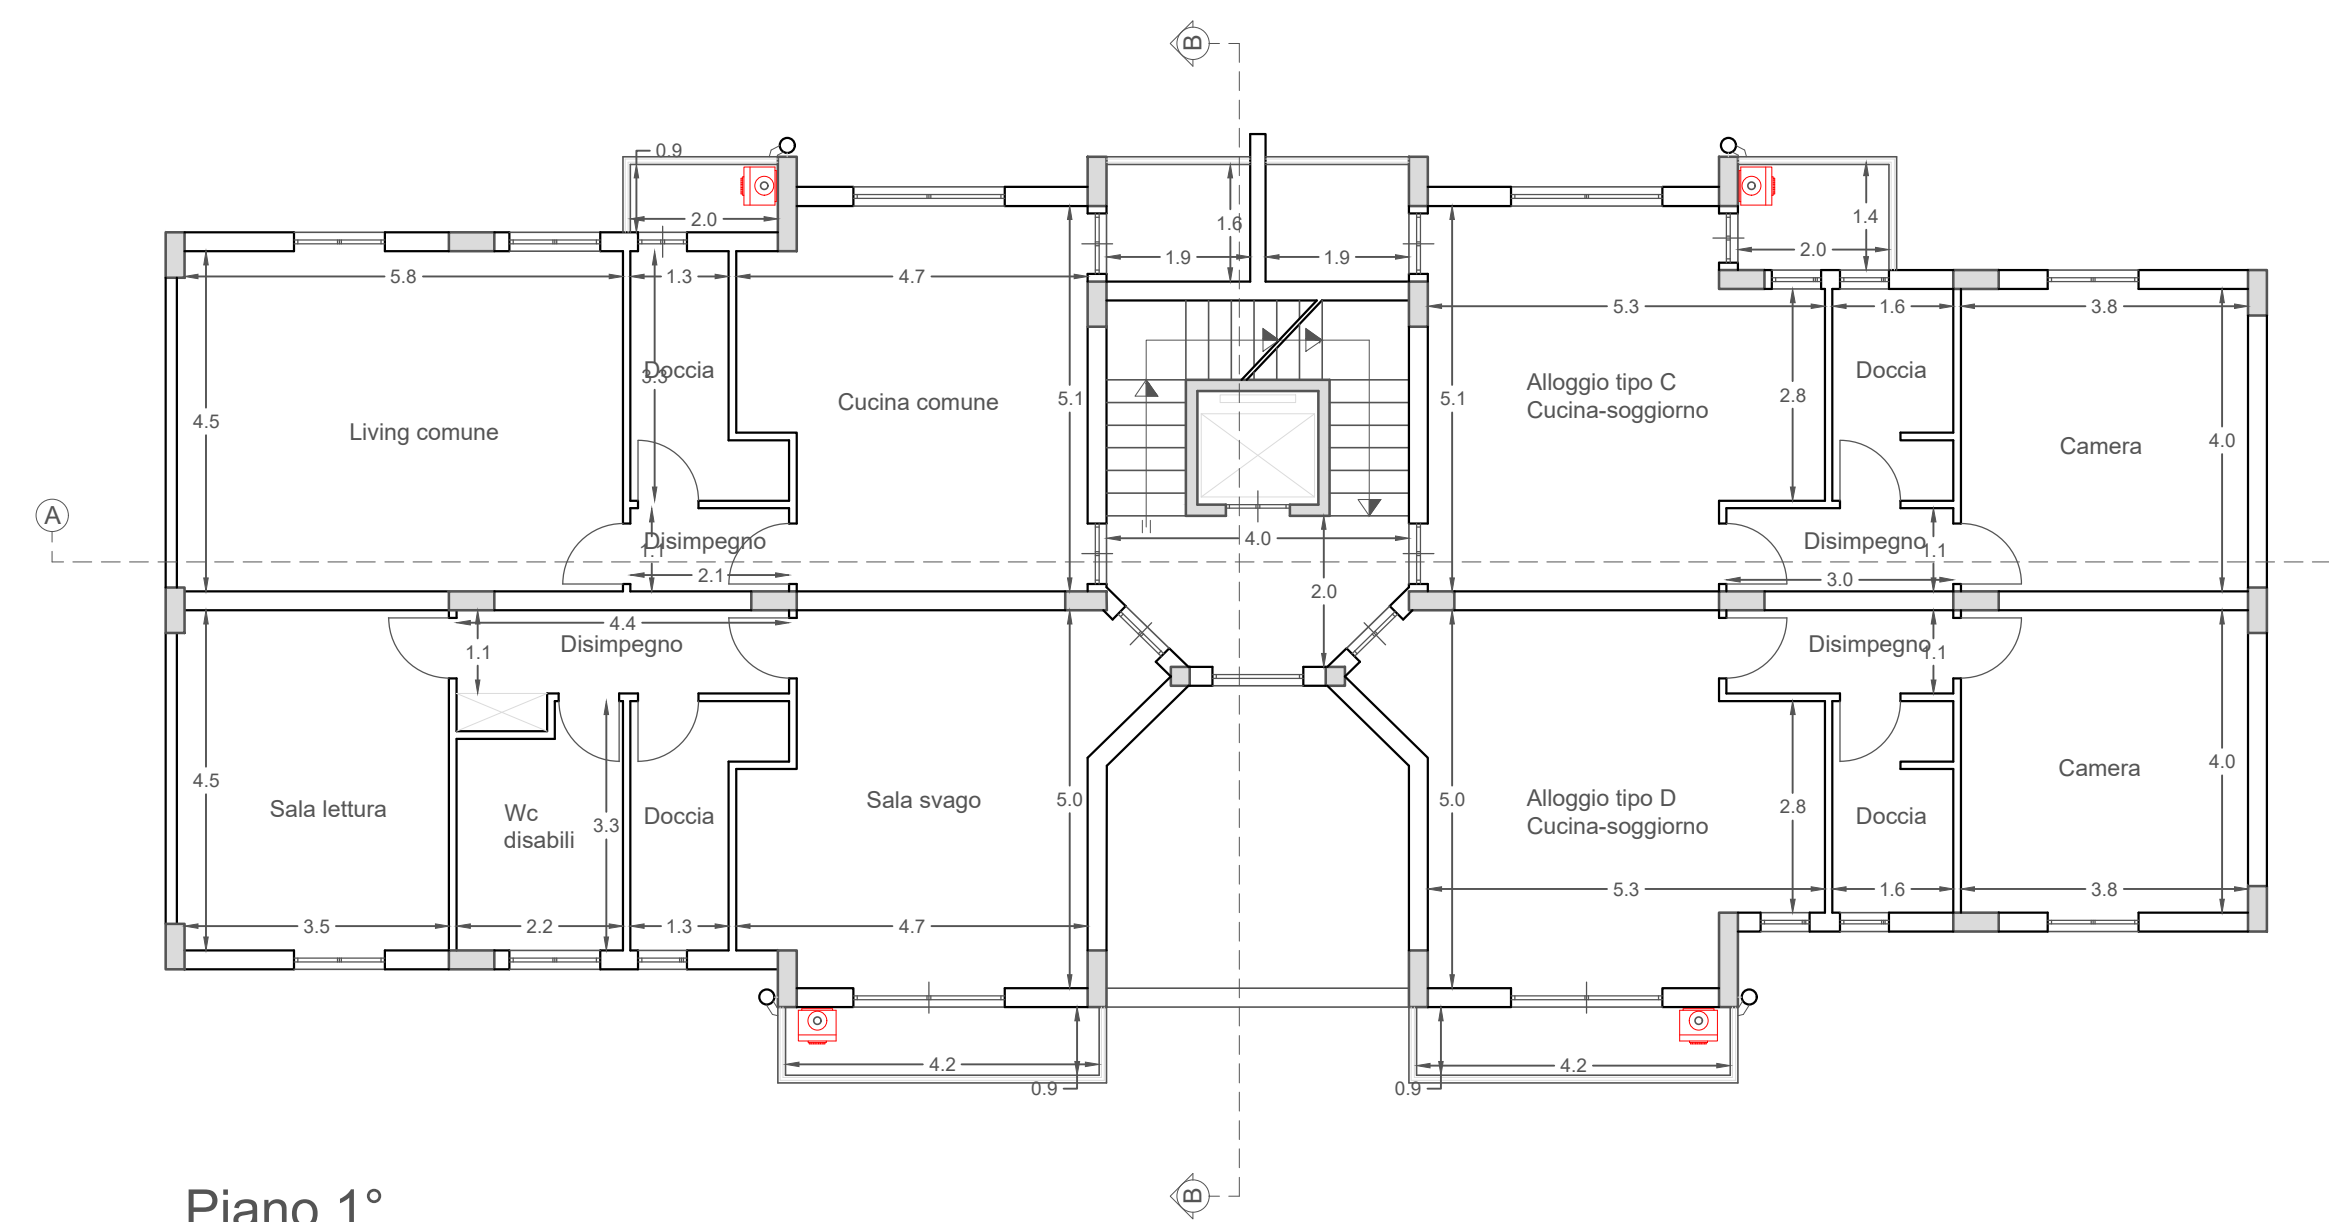 B
0.9
2.0
1.6
1.9
1.9
1.4
2.0
5.8
1.3
4.7
5.3
1.6
3.8
Doccia
3.3
Doccia
Alloggio tipo C
Cucina-soggiorno
2.8
Cucina comune
5.1
5.1
4.5
Living comune
Camera
4.0
A
4.0
Disimpegno
1.1
2.1
Disimpegno
1.1
3.0
2.0
4.4
Disimpegno
1.1
Disimpegno
1.1
4.5
Sala lettura
Wc
disabili
3.3
Doccia
Sala svago
5.0
5.0
Alloggio tipo D
Cucina-soggiorno
2.8
Doccia
Camera
4.0
5.3
1.6
3.8
3.5
2.2
1.3
4.7
4.2
0.9
0.9
4.2
B
Piano 1°